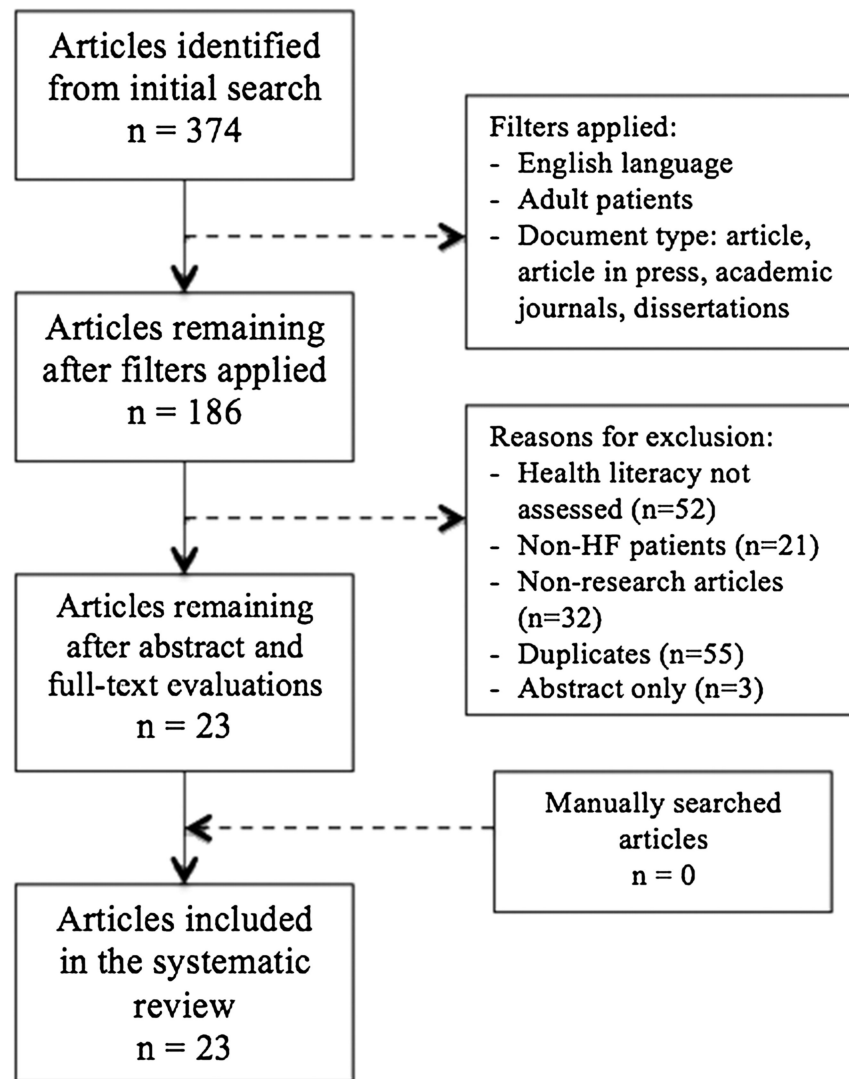 Articles identified
from initial search
n = 374
Filters applied:
- English language
- Adult patients
- Document type: article,
article in press, academic
journals, dissertations
Articles remaining
after filters applied
n = 186
Reasons for exclusion:
- Health literacy not
assessed (n=52)
- Non-HF patients (n=21)
- Non-research articles
(n=32)
- Duplicates (n=55)
- Abstract only (n=3)
Articles remaining
after abstract and
full-text evaluations
n = 23
Manually searched
articles
n = 0
Articles included
in the systematic
review
n = 23